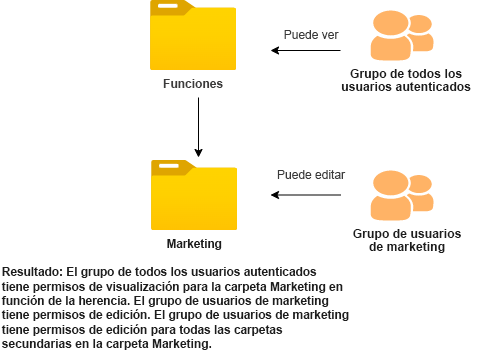 Puede ver
Grupo de todos los
usuarios autenticados
Funciones
Puede editar
Grupo de usuarios
de marketing
Marketing
Resultado: El grupo de todos los usuarios autenticados
tiene permisos de visualización para la carpeta Marketing en
función de la herencia. El grupo de usuarios de marketing
tiene permisos de edición. El grupo de usuarios de marketing
tiene permisos de edición para todas las carpetas
secundarias en la carpeta Marketing.